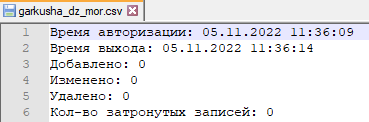 garkusha_dz_mor.csv
1 Время авторизации: 05.11.2022 11:36:09
2 Время выхода: 05.11.2022 11:36:14
3 Добавлено: 0
4 Изменено: 0
5 Удалено: 0
6 Кол-во затронутых записей: 0